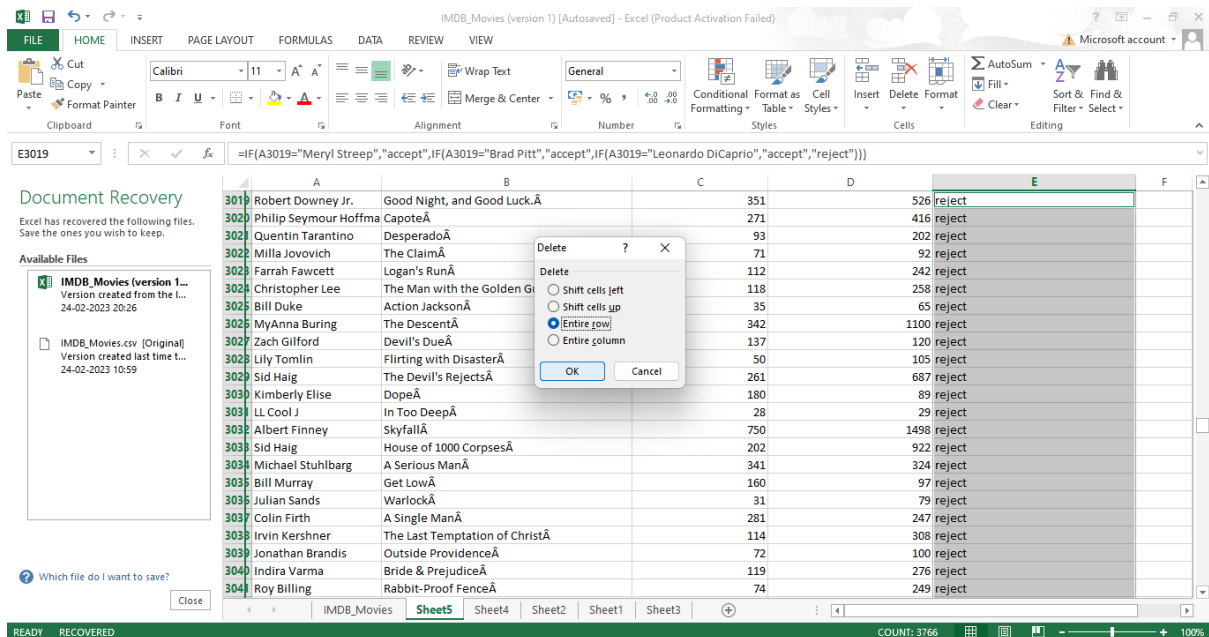 IMDB_Movies (version 1) [Autosaved] - Excel (Product Activation Failed)
FILE HOME INSERT PAGE LAYOUT FORMULAS DATA REVIEW VIEW Microsoft account
Paste
Cut
Copy
Format Painter
Clipboard
Calibri 11
B I U
Font
Wrap Text
Merge & Center
Alignment
General
% ,
Number
Conditional Formatting
Format as Table
Cell Styles
Styles
Insert Delete Format
Cells
AutoSum
Fill
Clear
Sort & Filter
Find & Select
Editing
E3019 fx =IF(A3019="Meryl Streep","accept",IF(A3019="Brad Pitt","accept",IF(A3019="Leonardo DiCaprio","accept","reject")))
Document Recovery
Excel has recovered the following files.
Save the ones you wish to keep.
Available Files
IMDB_Movies (version 1...
Version created from the l...
24-02-2023 20:26
IMDB_Movies.csv [Original]
Version created last time t...
24-02-2023 10:59
Which file do I want to save?
Close
A B C D E F
3019 Robert Downey Jr. Good Night, and Good Luck.Â 351 526 reject
3020 Philip Seymour Hoffma CapoteÂ 271 416 reject
3021 Quentin Tarantino DesperadoÂ 93 202 reject
3022 Milla Jovovich The ClaimÂ 71 92 reject
3023 Farrah Fawcett Logan's RunÂ 112 242 reject
3024 Christopher Lee The Man with the Golden 118 258 reject
3025 Bill Duke Action JacksonÂ 35 65 reject
3026 MyAnna Buring The DescentÂ 342 1100 reject
3027 Zach Gilford Devil's DueÂ 137 120 reject
3028 Lily Tomlin Flirting with DisasterÂ 50 105 reject
3029 Sid Haig The Devil's RejectsÂ 261 687 reject
3030 Kimberly Elise DopeÂ 180 89 reject
3031 LL Cool J In Too DeepÂ 28 29 reject
3032 Albert Finney SkyfallÂ 750 1498 reject
3033 Sid Haig House of 1000 CorpsesÂ 202 922 reject
3034 Michael Stuhlbarg A Serious ManÂ 341 324 reject
3035 Bill Murray Get LowÂ 160 97 reject
3036 Julian Sands WarlockÂ 31 79 reject
3037 Colin Firth A Single ManÂ 281 247 reject
3038 Irvin Kershner The Last Temptation of ChristÂ 114 308 reject
3039 Jonathan Brandis Outside ProvidenceÂ 72 100 reject
3040 Indira Varma Bride & PrejudiceÂ 119 276 reject
3041 Roy Billing Rabbit-Proof FenceÂ 74 249 reject
Delete ? X
Delete
Shift cells left
Shift cells up
Entire row
Entire column
OK Cancel
IMDB_Movies Sheet5 Sheet4 Sheet2 Sheet1 Sheet3
READY RECOVERED COUNT: 3766 100%